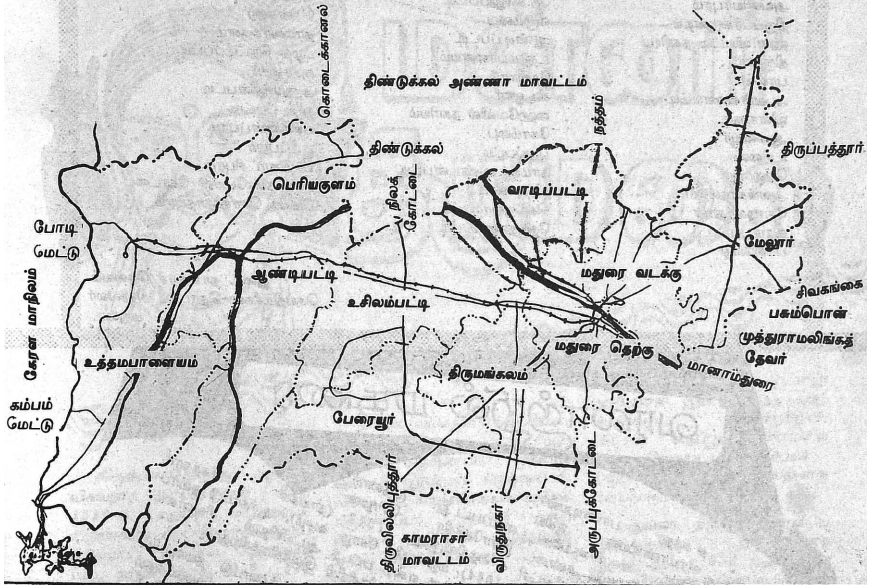 கொடைக்கானல்
திண்டுக்கல் அண்ணா மாவட்டம்
நத்தம்
திண்டுக்கல்
திருப்பத்தூர்
பெரியகுளம்
நிலக்
கோட்டை
வாடிப்பட்டி
போடி
மேட்டு
மேலூர்
ஆண்டிபட்டி
மதுரை வடக்கு
கேரள மாநிலம்
உசிலம்பட்டி
சிவகங்கை
பசும்பொன்
முத்துராமலிங்கத்
தேவர்
உத்தமபாளையம்
மதுரை தெற்கு
திருமங்கலம்
மானாமதுரை
கம்பம்
மேட்டு
பேரையூர்
திருவில்லிபுத்தூர்
காமராசர்
மாவட்டம்
விருதுநகர்
அருப்புக்கோட்டை